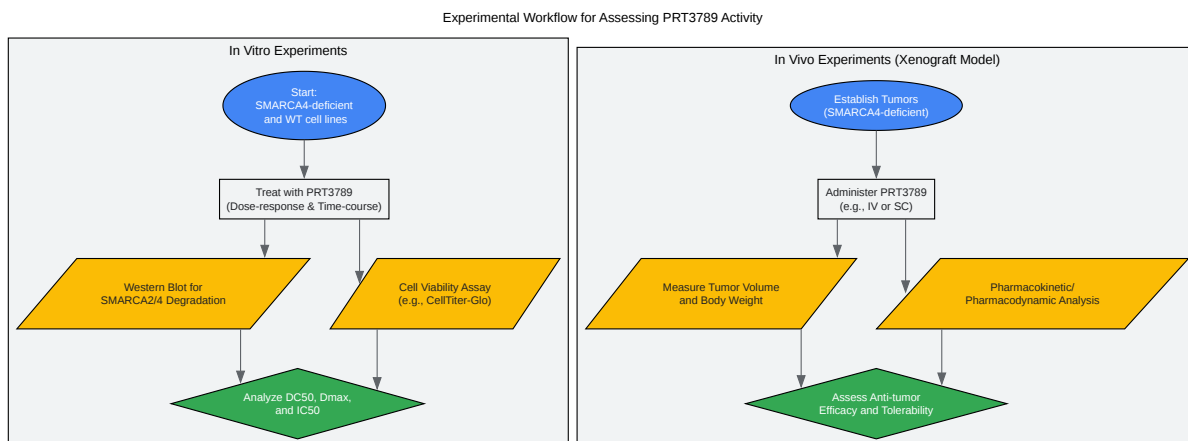 Experimental Workflow for Assessing PRT3789 Activity
In Vitro Experiments
Start:
SMARCA4-deficient
and WT cell lines
Treat with PRT3789
(Dose-response & Time-course)
Western Blot for
SMARCA2/4 Degradation
Cell Viability Assay
(e.g., CellTiter-Glo)
Analyze DC50, Dmax,
and IC50
In Vivo Experiments (Xenograft Model)
Establish Tumors
(SMARCA4-deficient)
Administer PRT3789
(e.g., IV or SC)
Measure Tumor Volume
and Body Weight
Pharmacokinetic/
Pharmacodynamic Analysis
Assess Anti-tumor
Efficacy and Tolerability